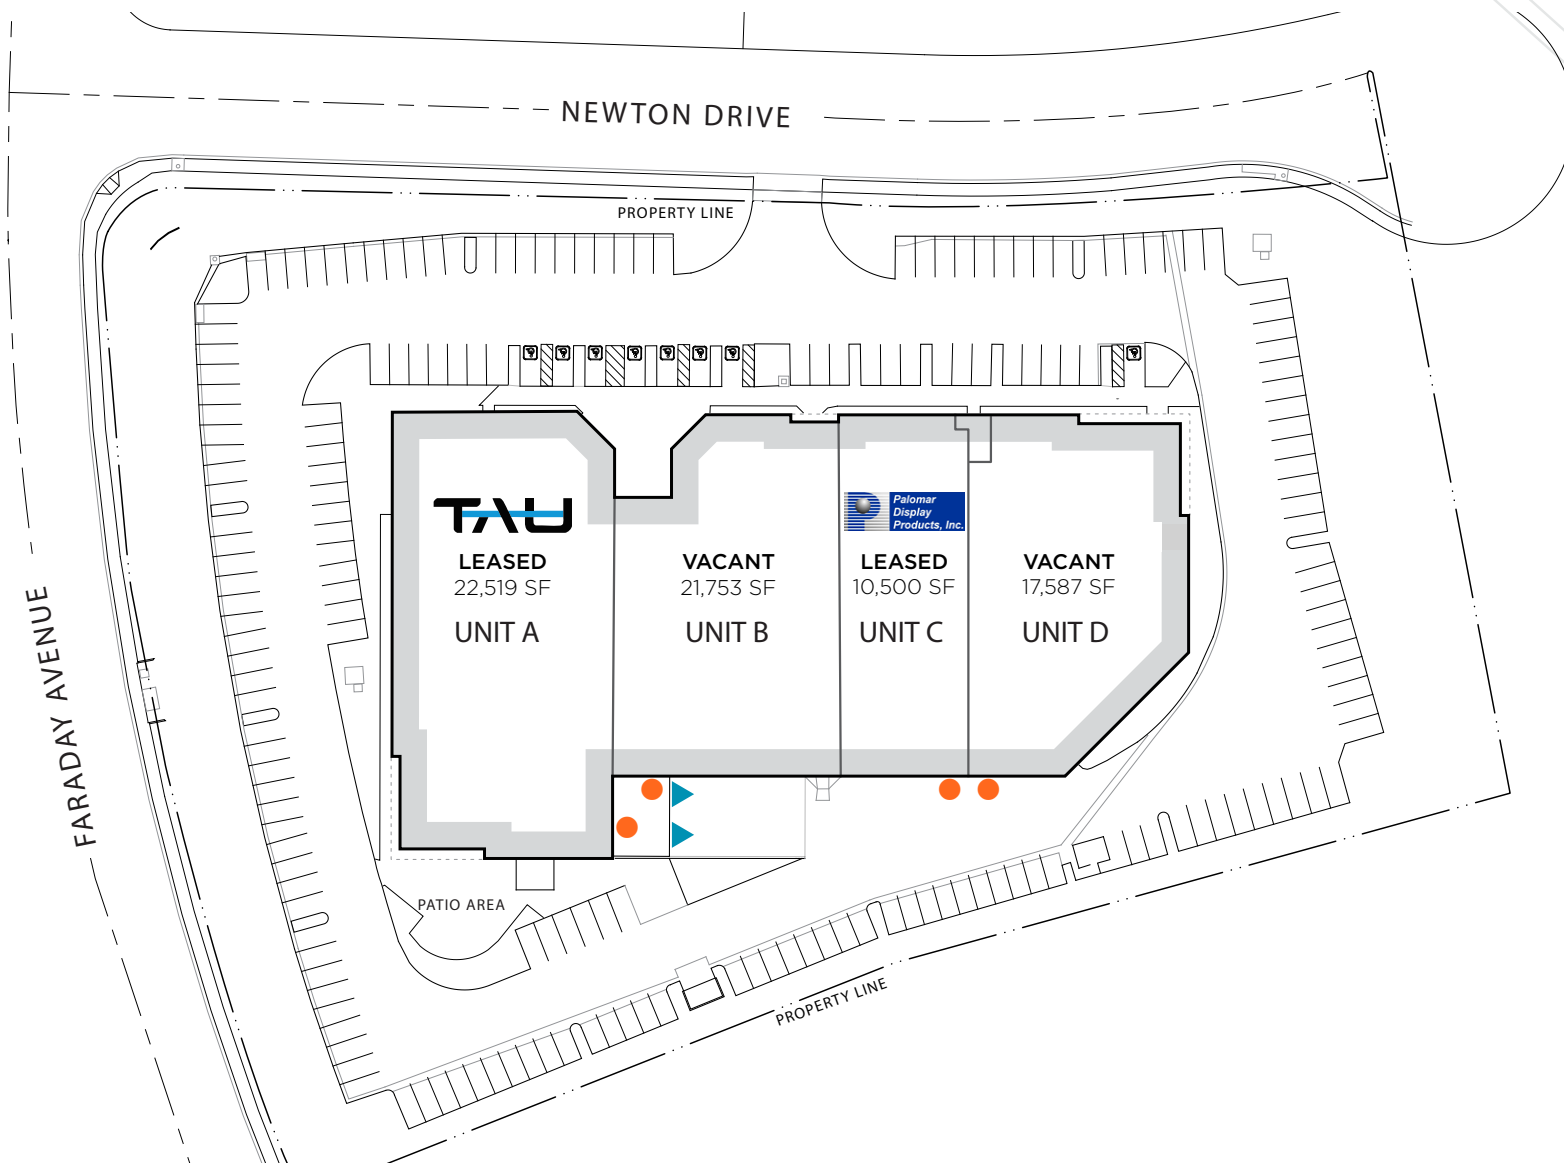 NEWTON DRIVE
PROPERTY LINE
TAU
LEASED
22,519 SF
UNIT A
VACANT
21,753 SF
UNIT B
P
Palomar
Display
Products, Inc.
LEASED
10,500 SF
UNIT C
VACANT
17,587 SF
UNIT D
FARADAY AVENUE
PATIO AREA
PROPERTY LINE